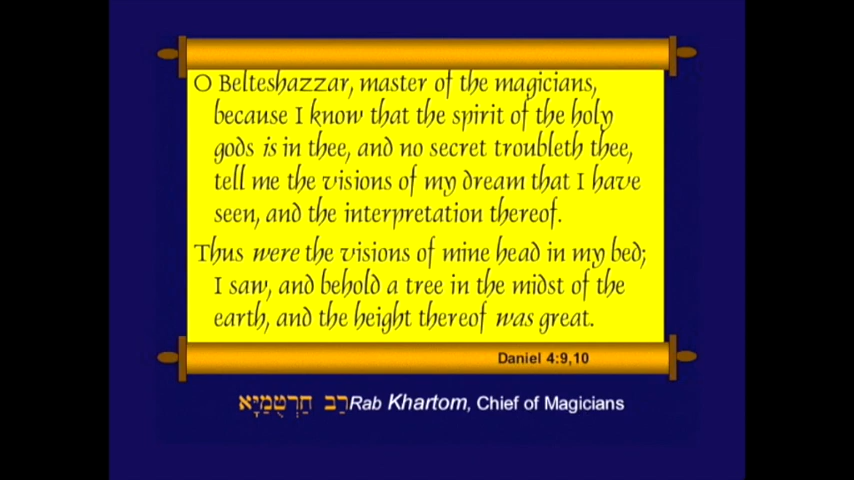 O Belteshazzar, master of the magicians,
because I know that the spirit of the holy
gods is in thee, and no secret troubleth thee,
tell me the visions of my dream that I have
seen, and the interpretation thereof.
Thus were the visions of mine head in my bed;
I saw, and behold a tree in the midst of the
earth, and the height thereof was great.
Daniel 4:9,10
רַב חַרְטֻמַיָּא Rab Khartom, Chief of Magicians